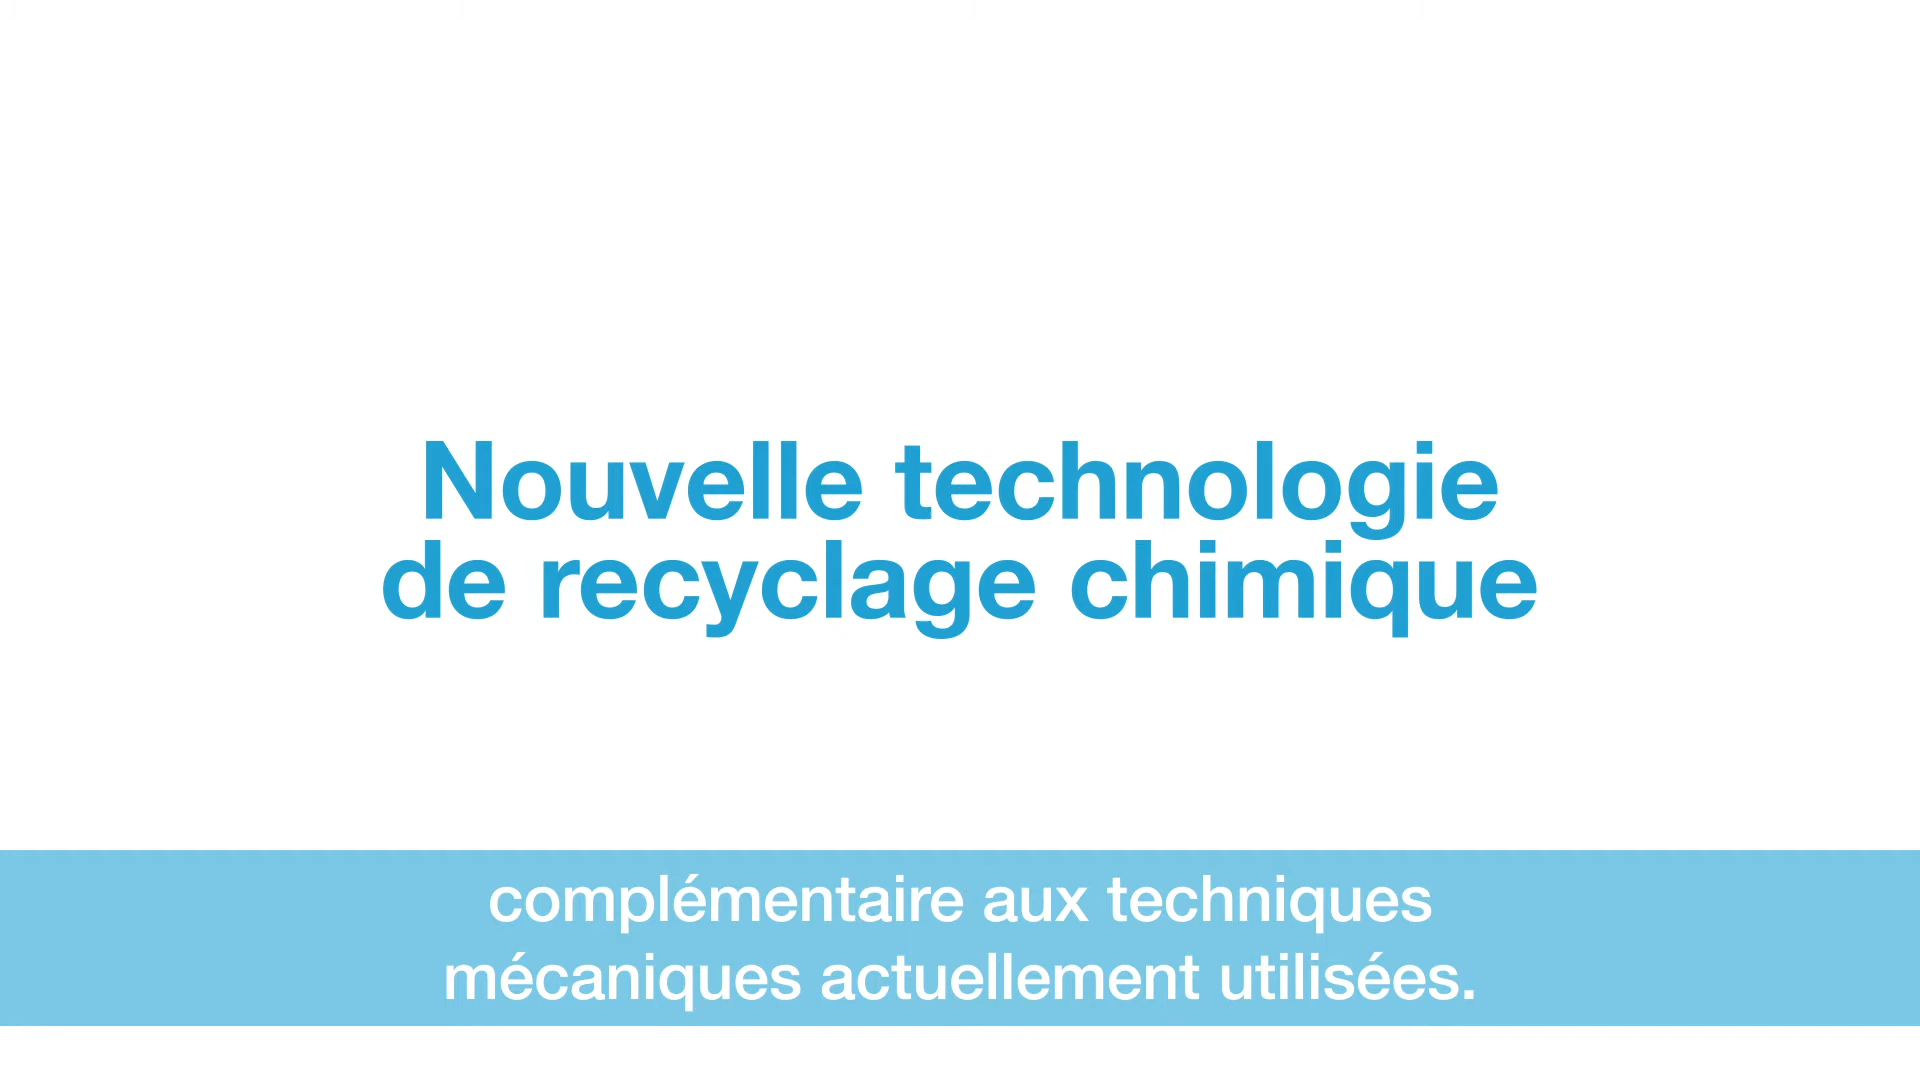 Nouvelle technologie
de recyclage chimique
complémentaire aux techniques
mécaniques actuellement utilisées.